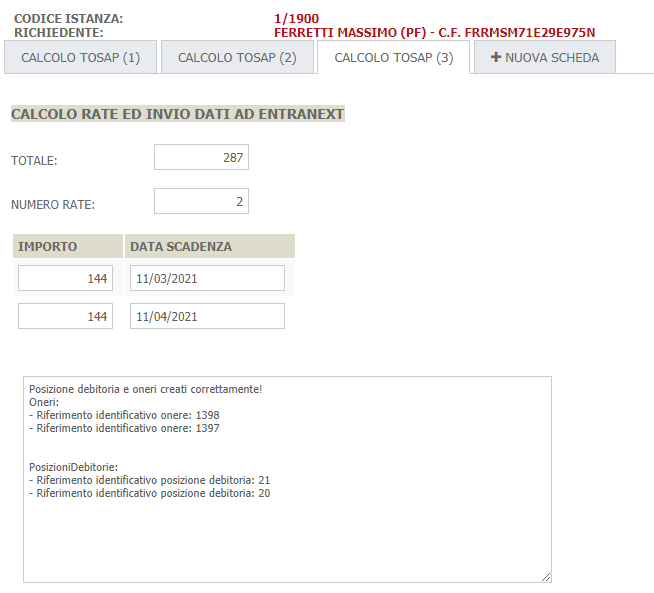 CODICE ISTANZA: 1/1900
RICHIEDENTE: FERRETTI MASSIMO (PF) - C.F. FRRMSM71E29E975N
CALCOLO TOSAP (1) CALCOLO TOSAP (2) CALCOLO TOSAP (3) + NUOVA SCHEDA
CALCOLO RATE ED INVIO DATI AD ENTRANEXT
TOTALE: 287
NUMERO RATE: 2
IMPORTO DATA SCADENZA
144 11/03/2021
144 11/04/2021
Posizione debitoria e oneri creati correttamente!
Oneri:
- Riferimento identificativo onere: 1398
- Riferimento identificativo onere: 1397
PosizioniDebitorie:
- Riferimento identificativo posizione debitoria: 21
- Riferimento identificativo posizione debitoria: 20